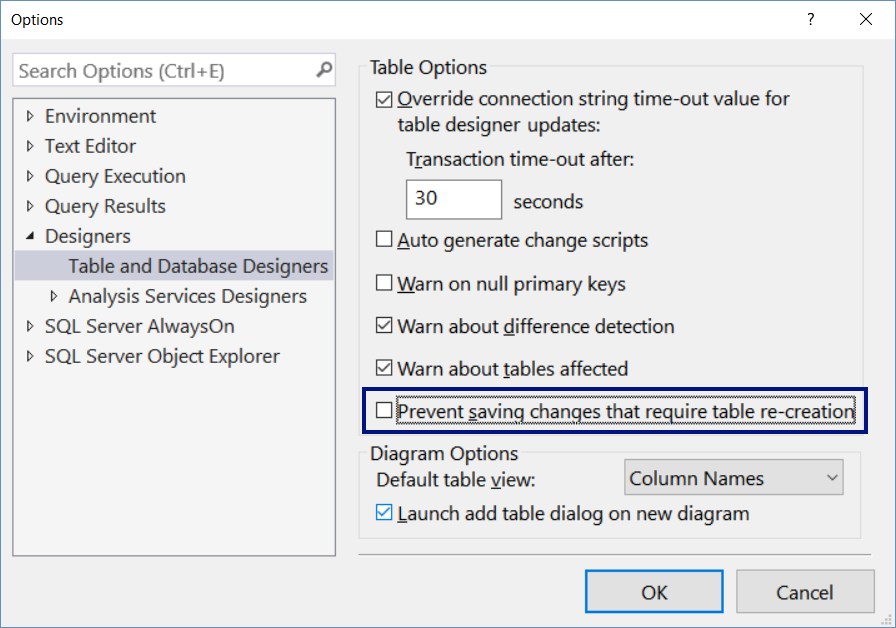 Options
?
Search Options (Ctrl+E)
Environment
Text Editor
Query Execution
Query Results
Designers
Table and Database Designers
Analysis Services Designers
SQL Server AlwaysOn
SQL Server Object Explorer
Table Options
Override connection string time-out value for
table designer updates:
Transaction time-out after:
30 seconds
Auto generate change scripts
Warn on null primary keys
Warn about difference detection
Warn about tables affected
Prevent saving changes that require table re-creation
Diagram Options
Default table view: Column Names
Launch add table dialog on new diagram
OK Cancel